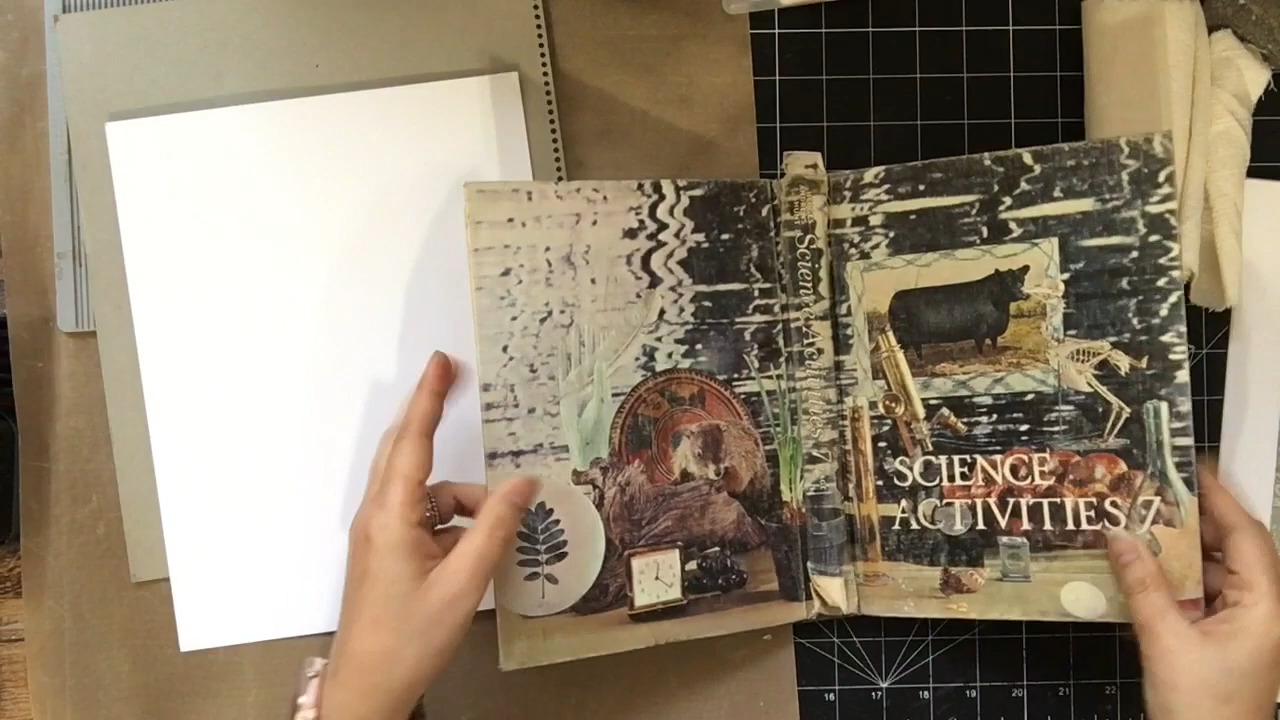 Science Activities 7
SCIENCE
ACTIVITIES 7
16 17 18 19 20 21 22